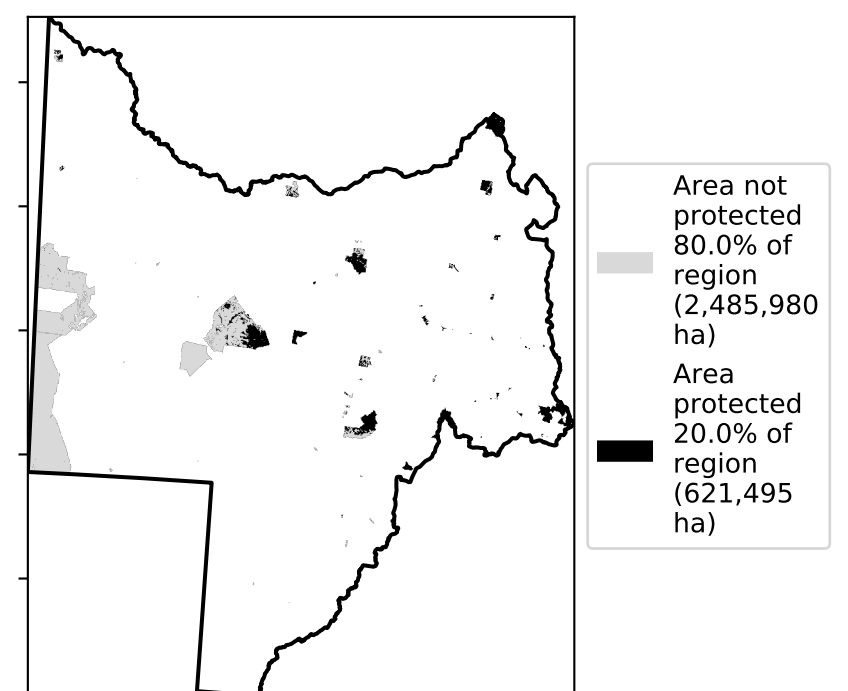 Area not
protected
80.0% of
region
(2,485,980
ha)
Area
protected
20.0% of
region
(621,495
ha)